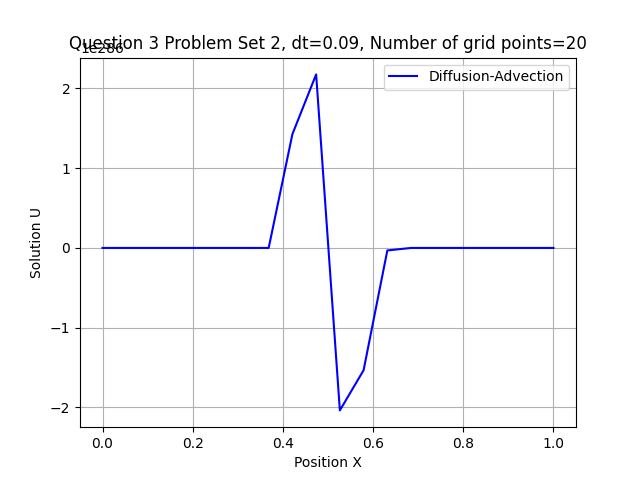 Question 3 Problem Set 2, dt=0.09, Number of grid points=20
1e286
Diffusion-Advection
2
1
0
−1
−2
Solution U
0.0 0.2 0.4 0.6 0.8 1.0
Position X